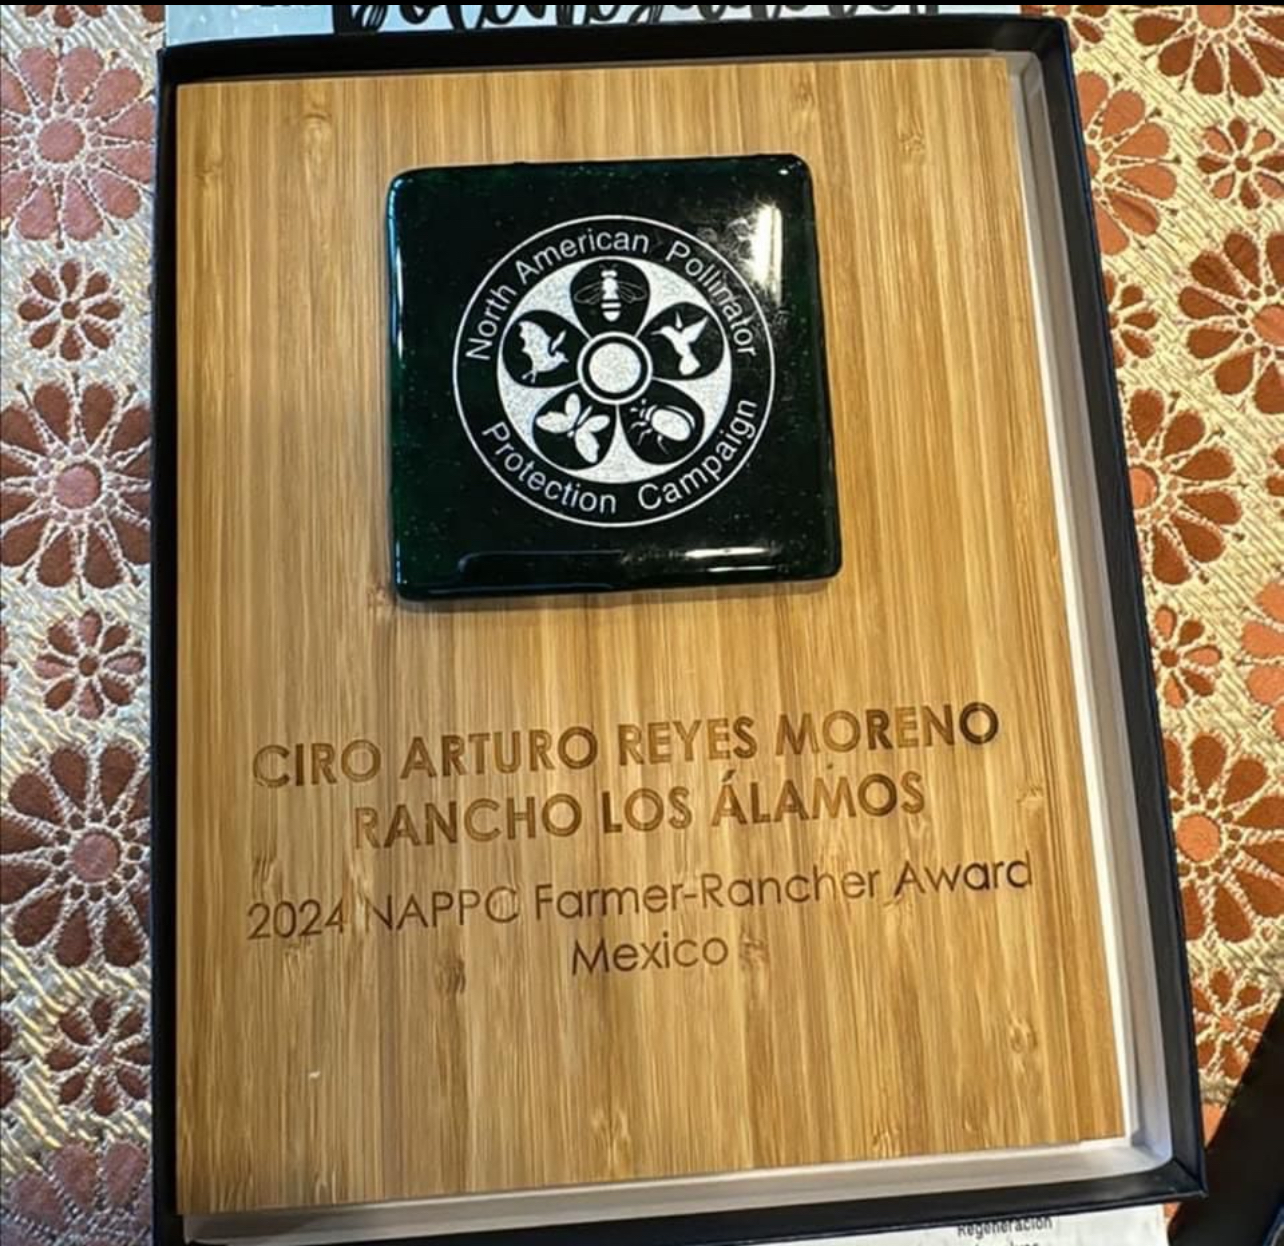 North American Pollinator
Protection Campaign
CIRO ARTURO REYES MORENO
RANCHO LOS ÁLAMOS
2024 NAPPC Farmer-Rancher Award
Mexico
Regeneración